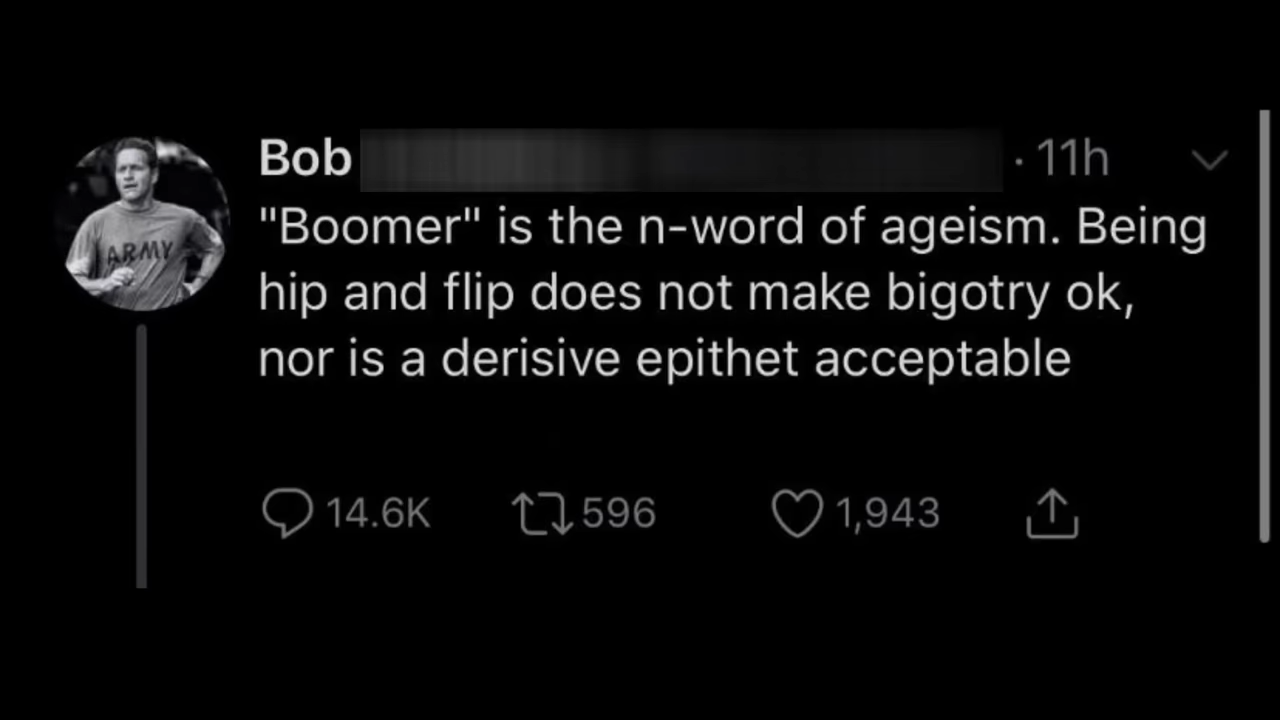 Bob · 11h
"Boomer" is the n-word of ageism. Being
hip and flip does not make bigotry ok,
nor is a derisive epithet acceptable
14.6K 596 1,943
ARMY